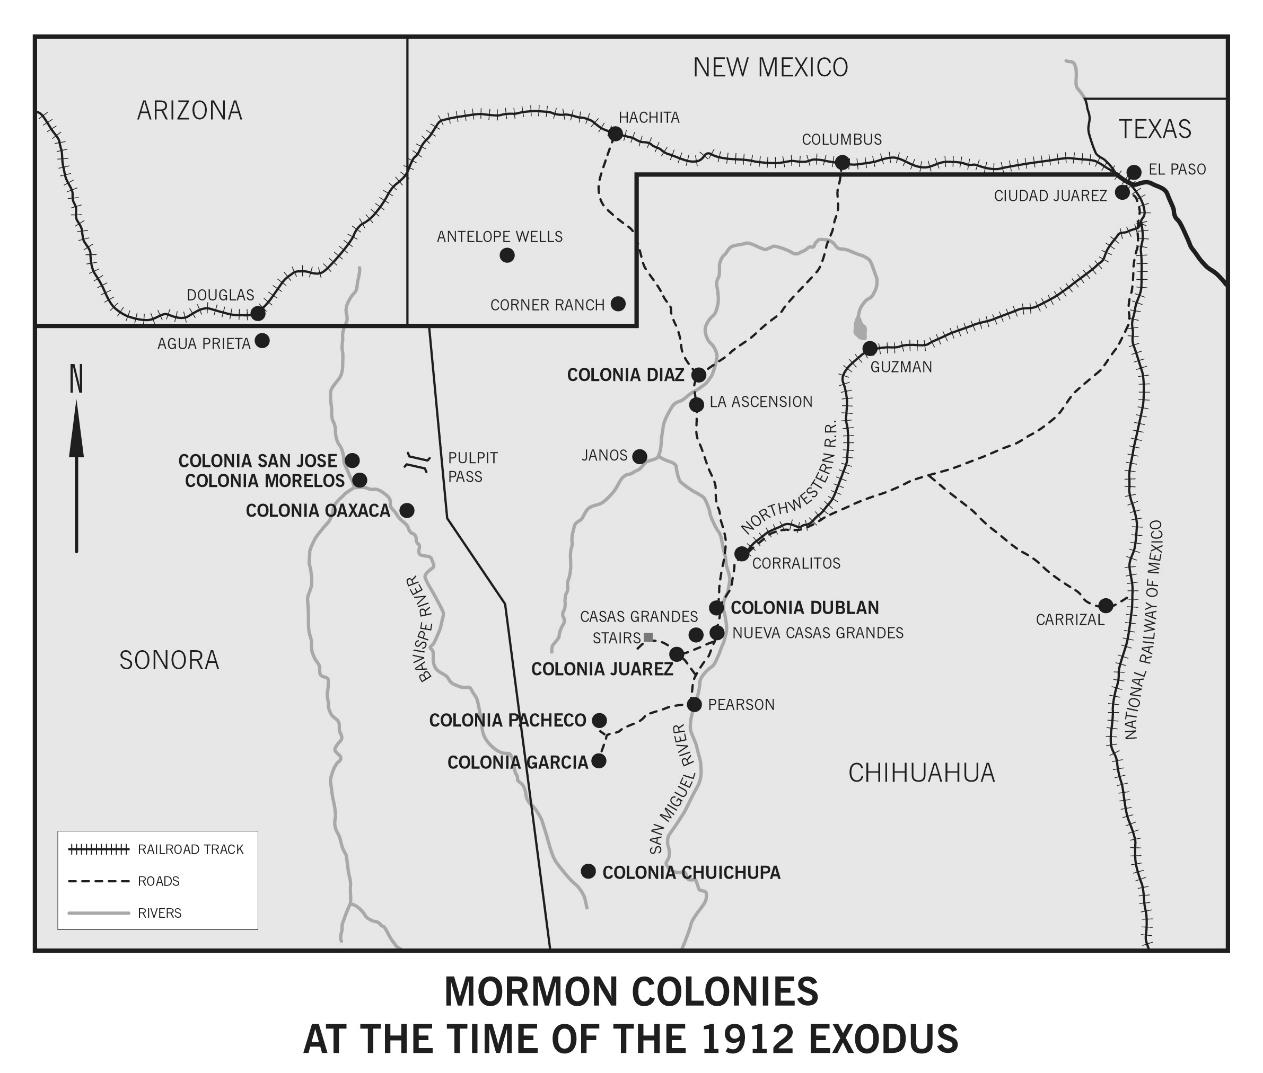 NEW MEXICO
ARIZONA
HACHITA
TEXAS
COLUMBUS
EL PASO
CIUDAD JUAREZ
ANTELOPE WELLS
DOUGLAS
CORNER RANCH
AGUA PRIETA
GUZMAN
N
COLONIA DIAZ
LA ASCENSION
JANOS
PULPIT
PASS
COLONIA SAN JOSE
COLONIA MORELOS
COLONIA OAXACA
NORTHWESTERN R.R.
CORRALITOS
BAVISPE RIVER
COLONIA DUBLAN
CASAS GRANDES
STAIRS
NUEVA CASAS GRANDES
CARRIZAL
NATIONAL RAILWAY OF MEXICO
SONORA
COLONIA JUAREZ
PEARSON
COLONIA PACHECO
COLONIA GARCIA
SAN MIGUEL RIVER
CHIHUAHUA
COLONIA CHUICHUPA
RAILROAD TRACK
ROADS
RIVERS
MORMON COLONIES
AT THE TIME OF THE 1912 EXODUS